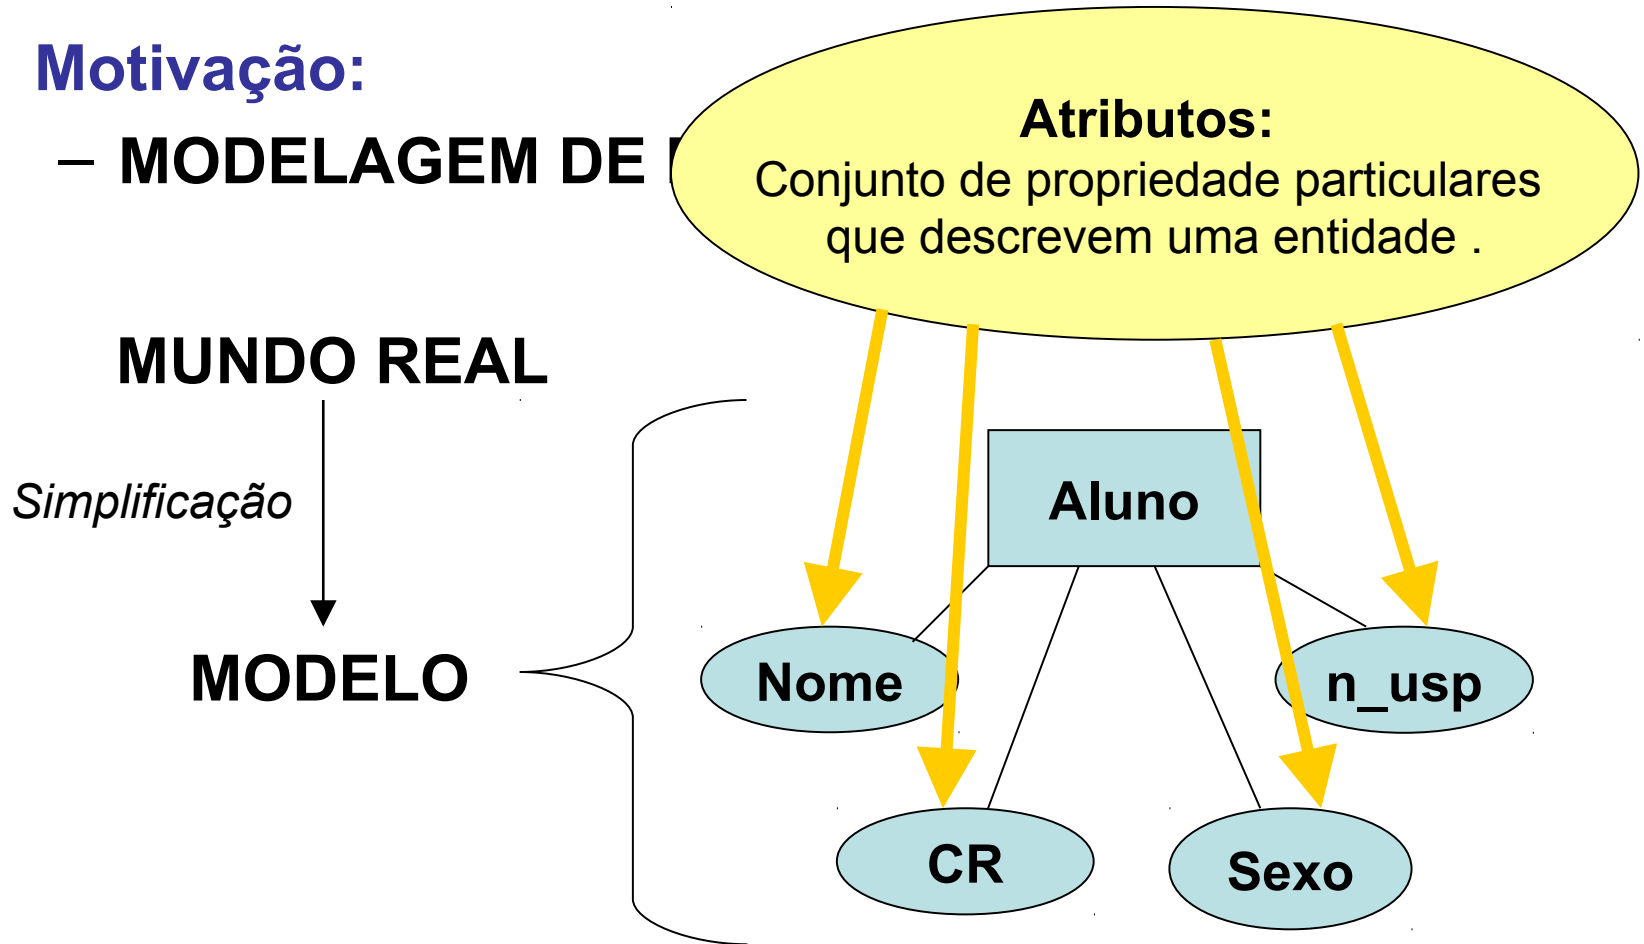 Motivação:
– MODELAGEM DE
Atributos:
Conjunto de propriedade particulares
que descrevem uma entidade .
MUNDO REAL
Simplificação
MODELO
Aluno
Nome
n_usp
CR
Sexo